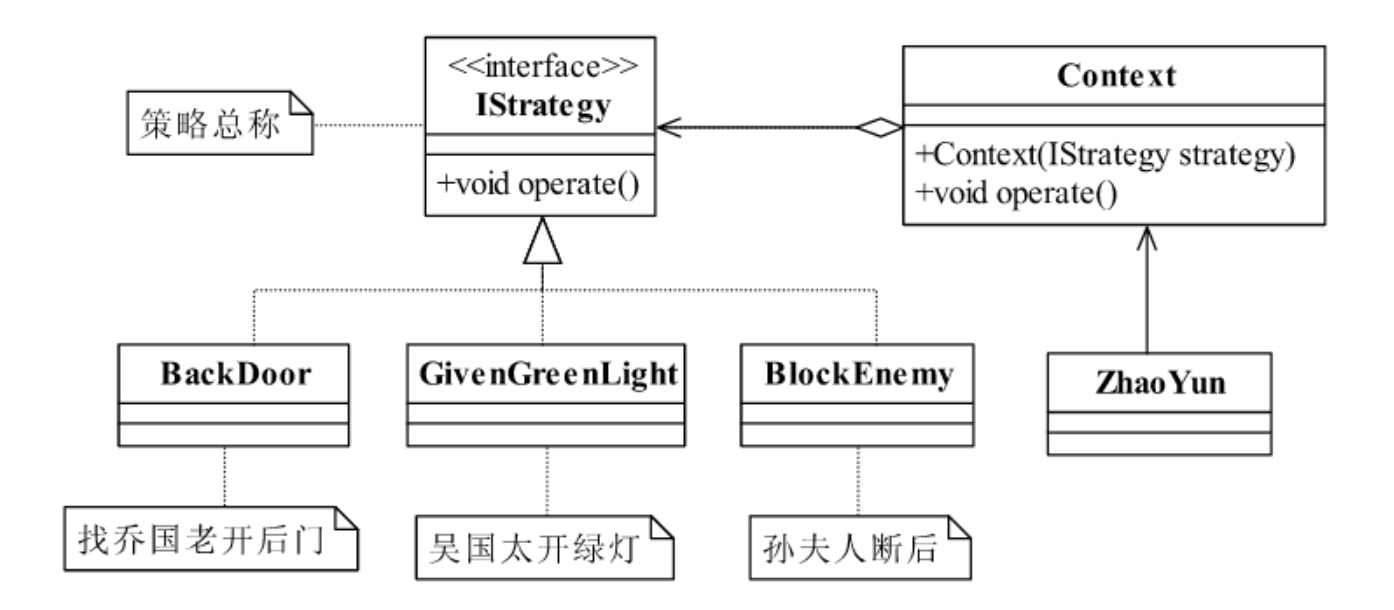 <<interface>>
IStrategy
+void operate()
策略总称
Context
+Context(IStrategy strategy)
+void operate()
BackDoor
GivenGreenLight
BlockEnemy
ZhaoYun
找乔国老开后门
吴国太开绿灯
孙夫人断后